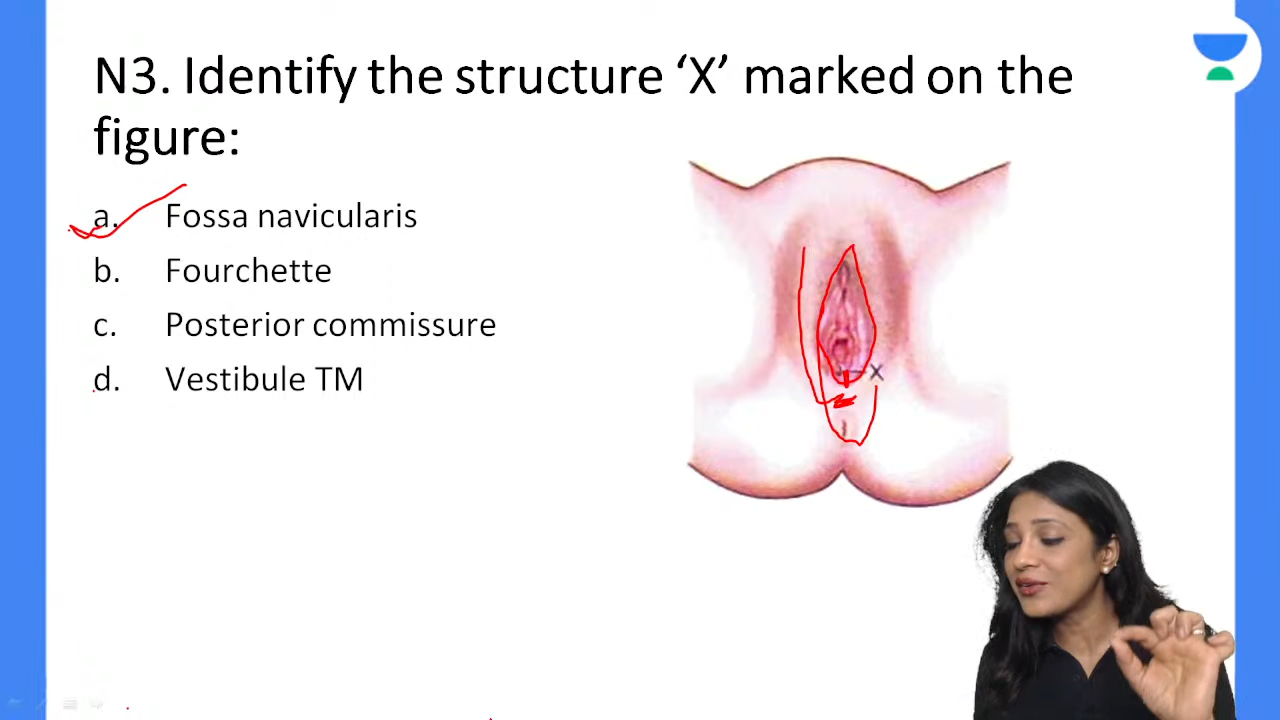 N3. Identify the structure ‘X’ marked on the
figure:
a. Fossa navicularis
b. Fourchette
c. Posterior commissure
d. Vestibule TM
X